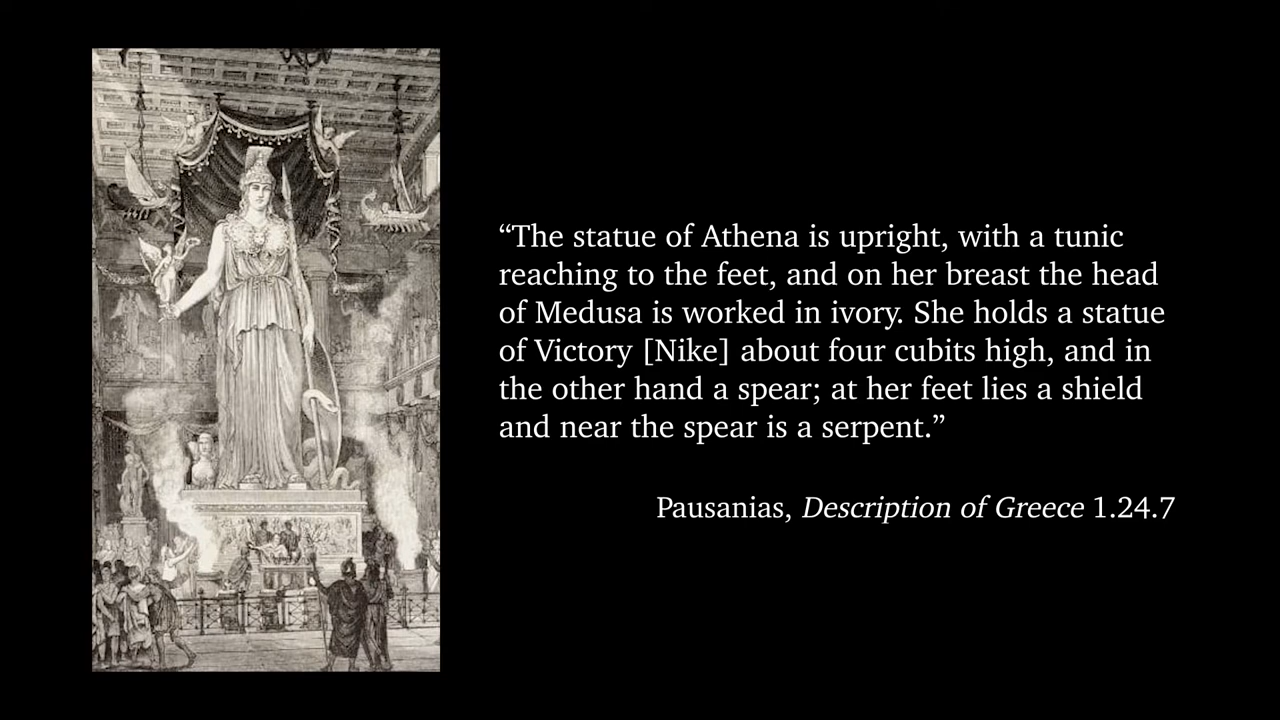 “The statue of Athena is upright, with a tunic
reaching to the feet, and on her breast the head
of Medusa is worked in ivory. She holds a statue
of Victory [Nike] about four cubits high, and in
the other hand a spear; at her feet lies a shield
and near the spear is a serpent.”
Pausanias, Description of Greece 1.24.7